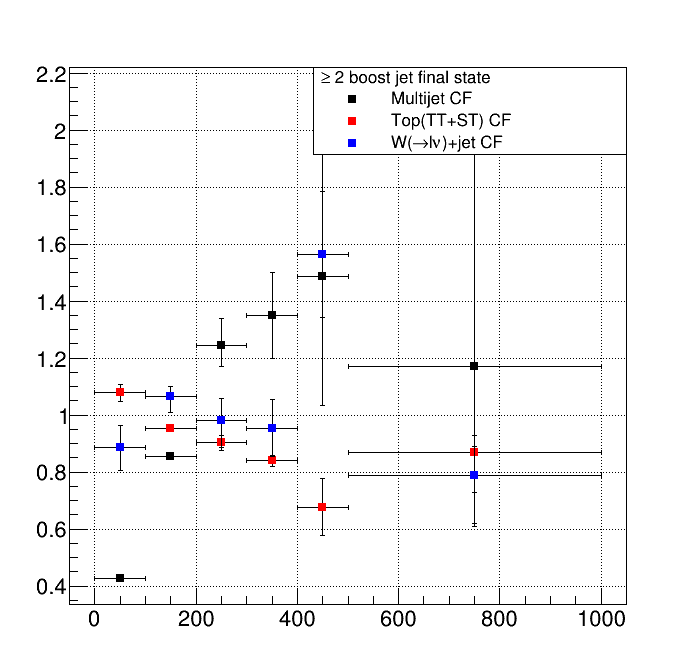 ≥ 2 boost jet final state
Multijet CF
Top(TT+ST) CF
W(→lν)+jet CF
2.2
2
1.8
1.6
1.4
1.2
1
0.8
0.6
0.4
0 200 400 600 800 1000